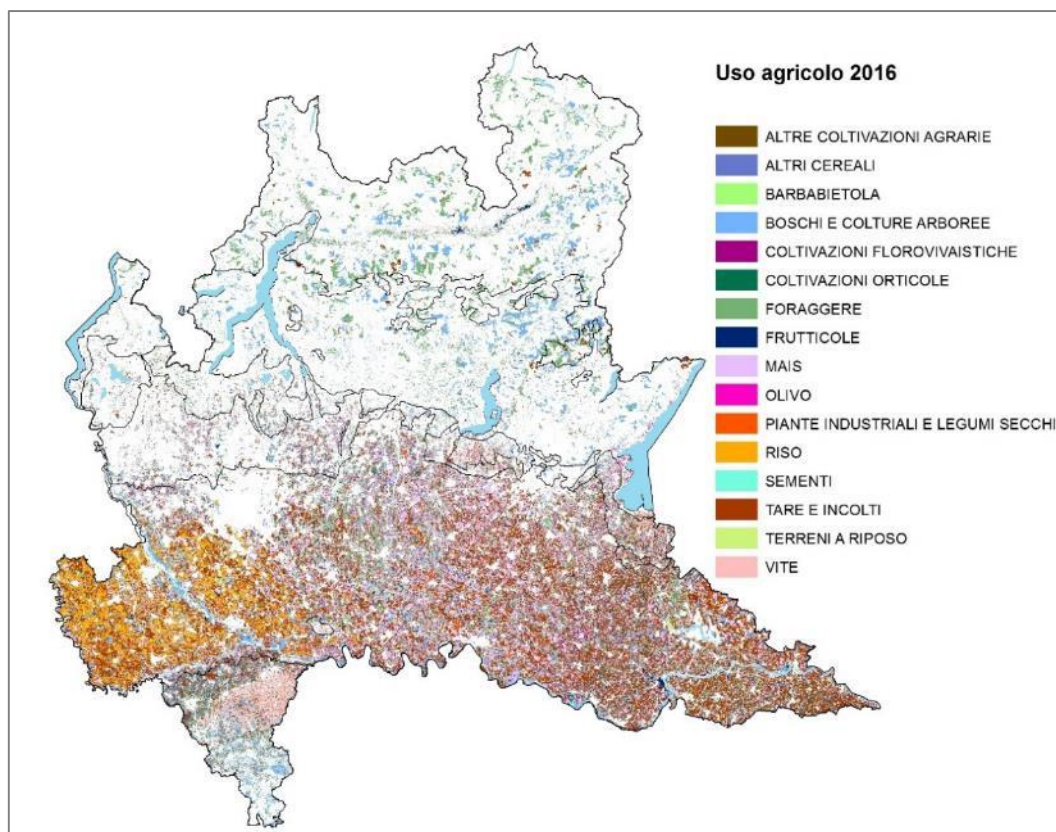 Uso agricolo 2016
ALTRE COLTIVAZIONI AGRARIE
ALTRI CEREALI
BARBABIETOLA
BOSCHI E COLTURE ARBOREE
COLTIVAZIONI FLOROVIVAISTICHE
COLTIVAZIONI ORTICOLE
FORAGGERE
FRUTTICOLE
MAIS
OLIVO
PIANTE INDUSTRIALI E LEGUMI SECCHI
RISO
SEMENTI
TARE E INCOLTI
TERRENI A RIPOSO
VITE